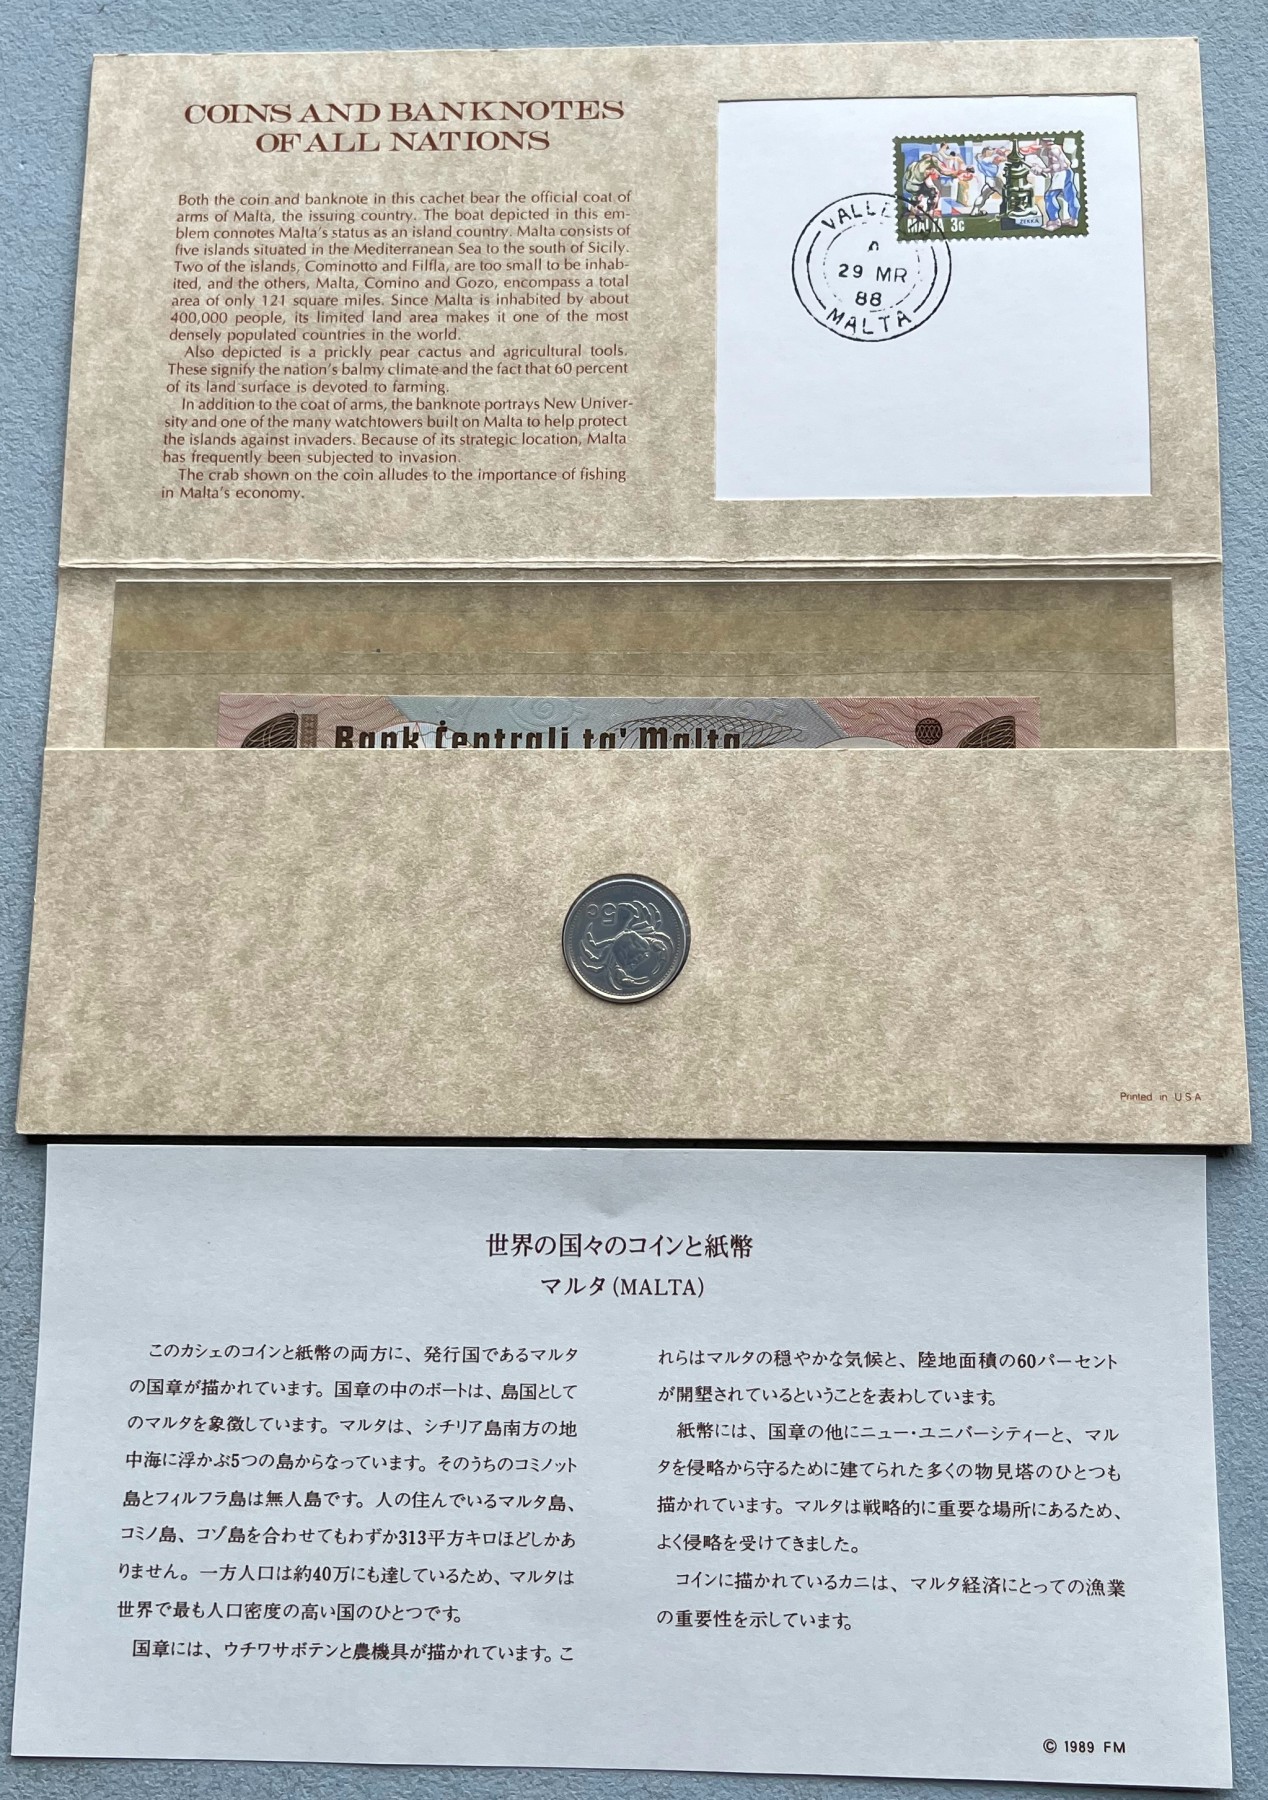 COINS AND BANKNOTES
OF ALL NATIONS
Both the coin and banknote in this cachet bear the official coat of
arms of Malta, the issuing country. The boat depicted in this em-
blem connotes Malta's status as an island country. Malta consists of
five islands situated in the Mediterranean Sea to the south of Sicily.
Two of the islands, Cominotto and Filfla, are too small to be inhab-
ited, and the others, Malta, Comino and Gozo, encompass a total
area of only 121 square miles. Since Malta is inhabited by about
400,000 people, its limited land area makes it one of the most
densely populated countries in the world.
Also depicted is a prickly pear cactus and agricultural tools.
These signify the nation's balmy climate and the fact that 60 percent
of its land surface is devoted to farming.
In addition to the coat of arms, the banknote portrays New Univer-
sity and one of the many watchtowers built on Malta to help protect
the islands against invaders. Because of its strategic location, Malta
has frequently been subjected to invasion.
The crab shown on the coin alludes to the importance of fishing
in Malta's economy.
MALTA 3c
VALLE
29 MR
88
MALTA
Bank Ċentrali ta' Malta
5c
Printed in U S A
世界の国々のコインと紙幣
マルタ(MALTA)
このカシェのコインと紙幣の両方に、発行国であるマルタ
の国章が描かれています。国章の中のボートは、島国として
のマルタを象徴しています。マルタは、シチリア島南方の地
中海に浮かぶ5つの島からなっています。そのうちのコミノット
島とフィルフラ島は無人島です。人の住んでいるマルタ島、
コミノ島、コゾ島を合わせてもわずか313平方キロほどしかあ
りません。一方人口は約40万にも達しているため、マルタは
世界で最も人口密度の高い国のひとつです。
国章には、ウチワサボテンと農機具が描かれています。こ
れらはマルタの穏やかな気候と、陸地面積の60パーセント
が開墾されているということを表わしています。
紙幣には、国章の他にニュー・ユニバーシティーと、マル
タを侵略から守るために建てられた多くの物見塔のひとつも
描かれています。マルタは戦略的に重要な場所にあるため、
よく侵略を受けてきました。
コインに描かれているカニは、マルタ経済にとっての漁業
の重要性を示しています。
© 1989 FM